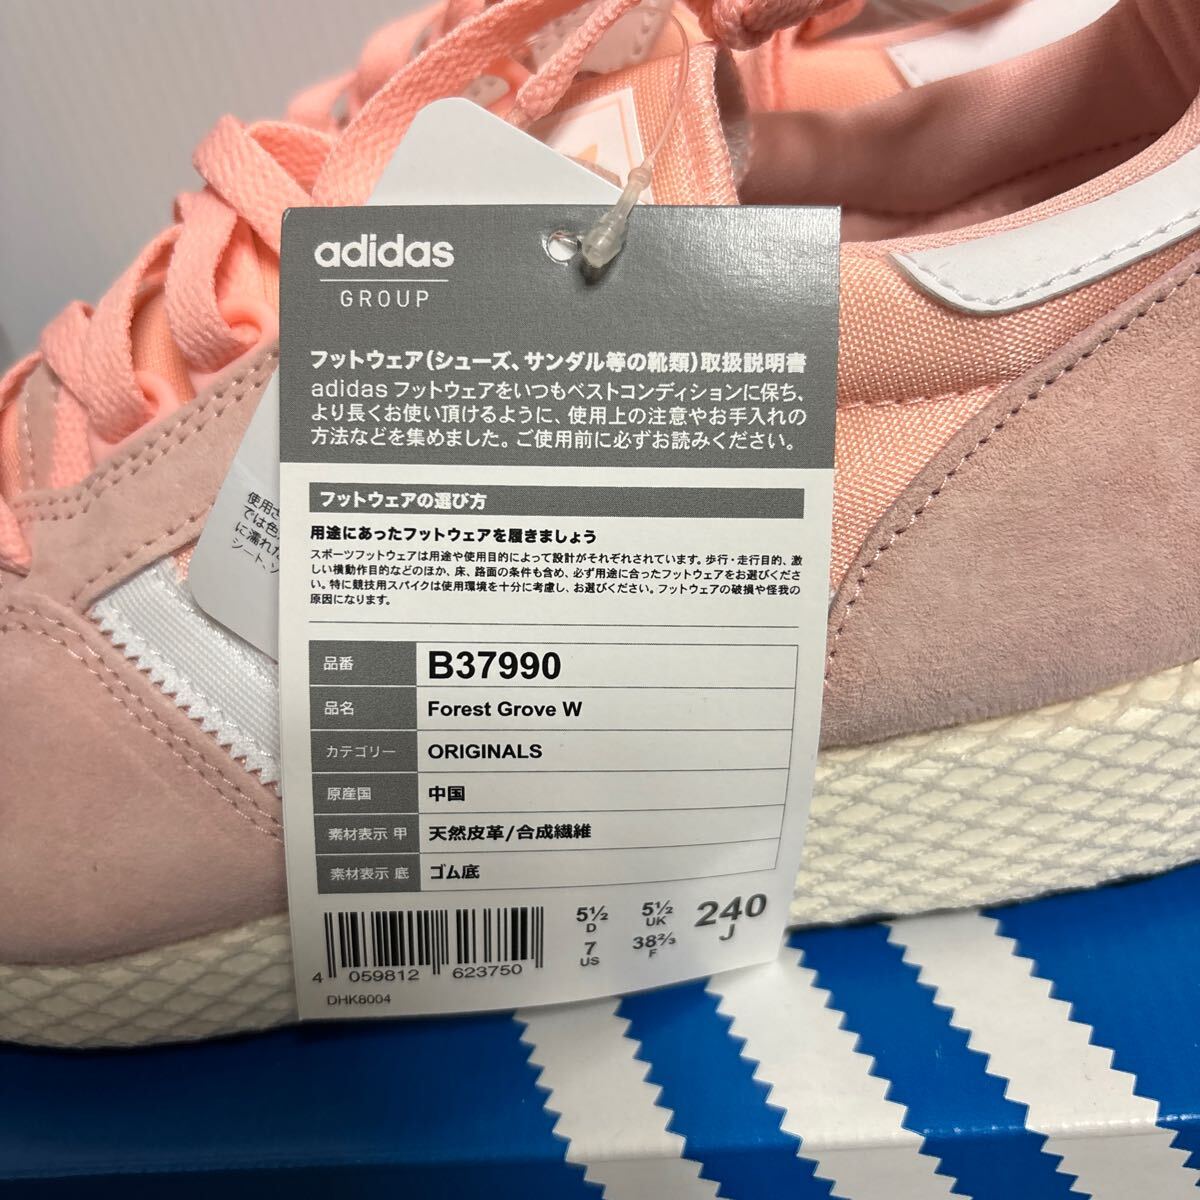 adidas
GROUP
フットウェア(シューズ、サンダル等の靴類)取扱説明書
adidas フットウェアをいつもベストコンディションに保ち、
より長くお使い頂けるように、使用上の注意やお手入れの
方法などを集めました。ご使用前に必ずお読みください。
フットウェアの選び方
用途にあったフットウェアを履きましょう
スポーツフットウェアは用途や使用目的によって設計がそれぞれされています。歩行・走行目的、激
しい横動作目的などのほか、床、路面の条件も含め、必ず用途に合ったフットウェアをお選びくださ
い。特に競技用スパイクは使用環境を十分に考慮し、お選びください。フットウェアの破損や怪我の
原因になります。
品番 B37990
品名 Forest Grove W
カテゴリー ORIGINALS
原産国 中国
素材表示 甲 天然皮革/合成繊維
素材表示 底 ゴム底
5½ D 5½ UK 240 J
7 US 38⅔ F
4 059812 623750
DHK8004
使用さ
では色
に濡れた
シート、